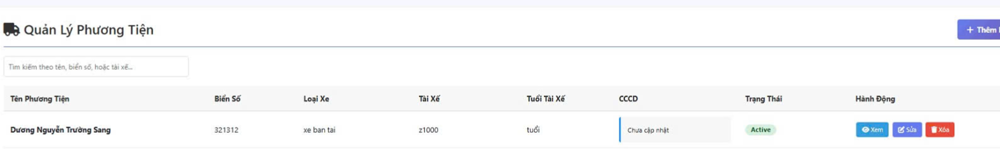 Quản Lý Phương Tiện
+ Thêm
Tìm kiếm theo tên, biển số, hoặc tài xế...
Tên Phương Tiện Biển Số Loại Xe Tài Xế Tuổi Tài Xế CCCD Trạng Thái Hành Động
Dương Nguyễn Trường Sang 321312 xe ban tai z1000 tuổi Chưa cập nhật Active Xem Sửa Xóa